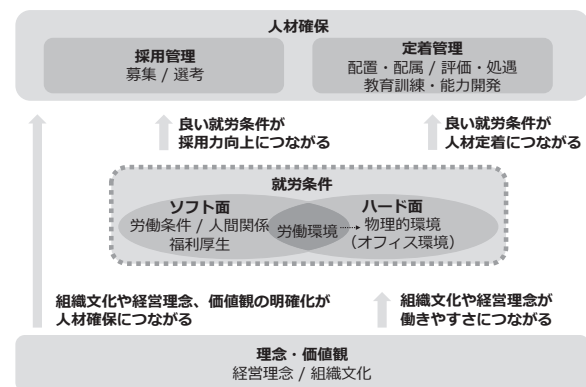 人材確保
採用管理
募集 / 選考
定着管理
配置・配属 / 評価・処遇
教育訓練・能力開発
良い就労条件が
採用力向上につながる
良い就労条件が
人材定着につながる
就労条件
ソフト面
労働条件 / 人間関係
福利厚生
労働環境
ハード面
物理的環境
（オフィス環境）
組織文化や経営理念、価値観の明確化が
人材確保につながる
組織文化や経営理念が
働きやすさにつながる
理念・価値観
経営理念 / 組織文化